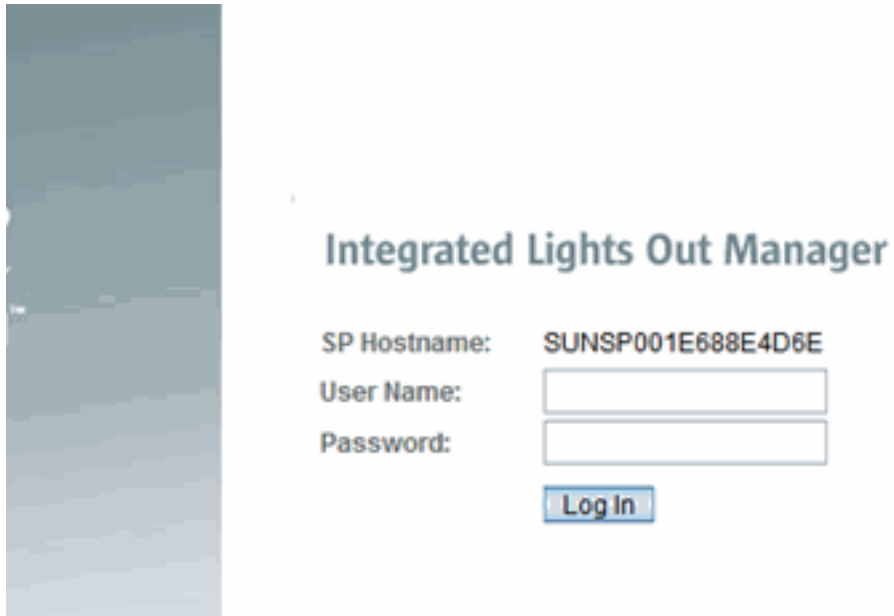 Integrated Lights Out Manager
SP Hostname: SUNSP001E688E4D6E
User Name:
Password:
Log In